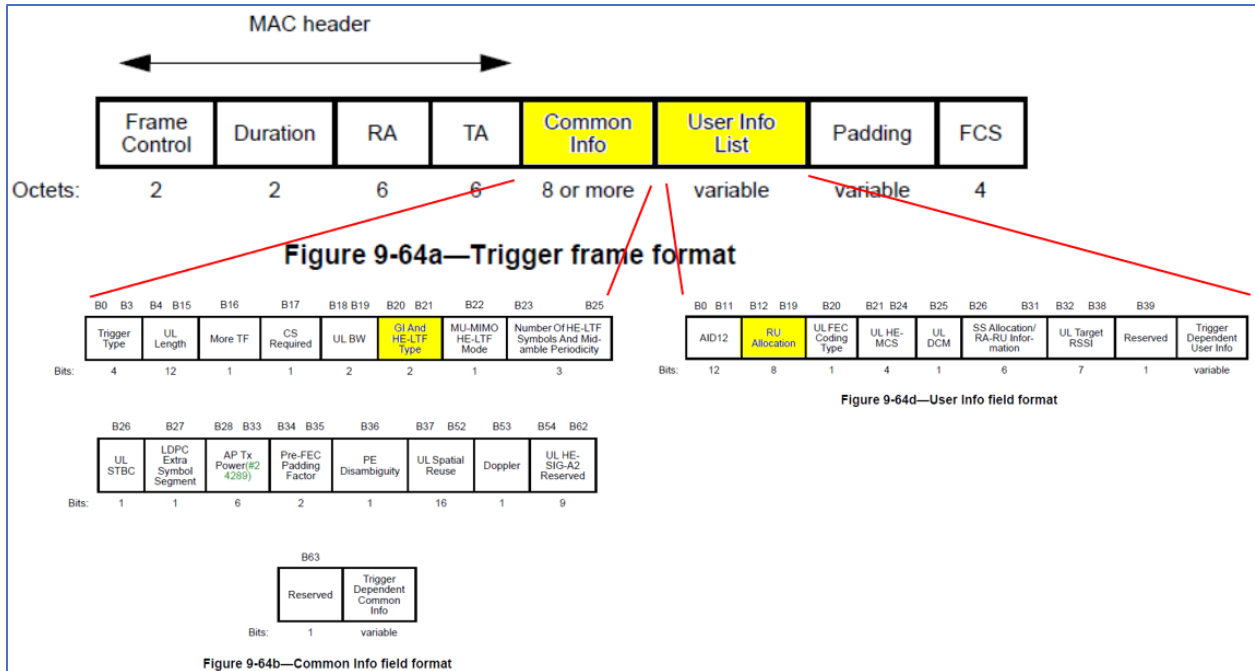 MAC header
Frame Control Duration RA TA Common Info User Info List Padding FCS
Octets: 2 2 6 6 8 or more variable variable 4
Figure 9-64a—Trigger frame format
B0 B3 B4 B15 B16 B17 B18 B19 B20 B21 B22 B23 B25
Trigger Type UL Length More TF CS Required UL BW GI And HE-LTF Type MU-MIMO HE-LTF Mode Number Of HE-LTF Symbols And Mid-amble Periodicity
Bits: 4 12 1 1 2 2 1 3
B0 B11 B12 B19 B20 B21 B24 B25 B26 B31 B32 B38 B39
AID12 RU Allocation UL FEC Coding Type UL HE-MCS UL DCM SS Allocation/ RA-RU Information UL Target RSSI Reserved Trigger Dependent User Info
Bits: 12 8 1 4 1 6 7 1 variable
Figure 9-64d—User Info field format
B26 B27 B28 B33 B34 B35 B36 B37 B52 B53 B54 B62
UL STBC LDPC Extra Symbol Segment AP Tx Power(#24289) Pre-FEC Padding Factor PE Disambiguity UL Spatial Reuse Doppler UL HE-SIG-A2 Reserved
Bits: 1 1 6 2 1 16 1 9
B63
Reserved Trigger Dependent Common Info
Bits: 1 variable
Figure 9-64b—Common Info field format